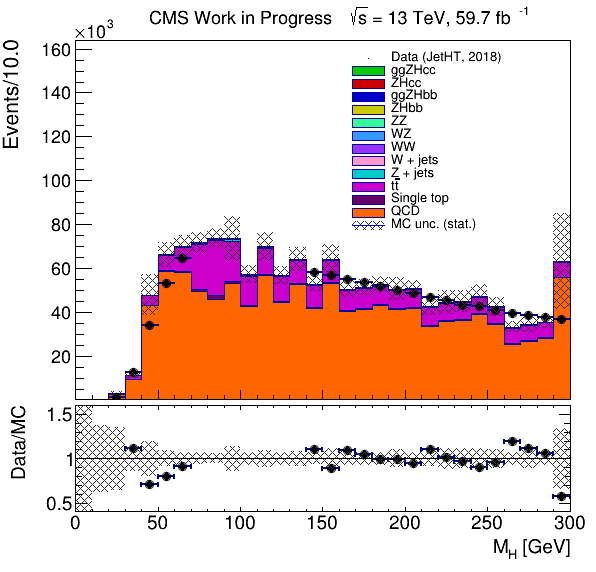 CMS Work in Progress √s = 13 TeV, 59.7 fb⁻¹
×10³
Events/10.0
160
140
120
100
80
60
40
20
Data (JetHT, 2018)
ggZHcc
ZHcc
ggZHbb
ZHbb
ZZ
WZ
WW
W + jets
Z + jets
tt̅
Single top
QCD
MC unc. (stat.)
Data/MC
1.5
1
0.5
0 50 100 150 200 250 300
M_H [GeV]